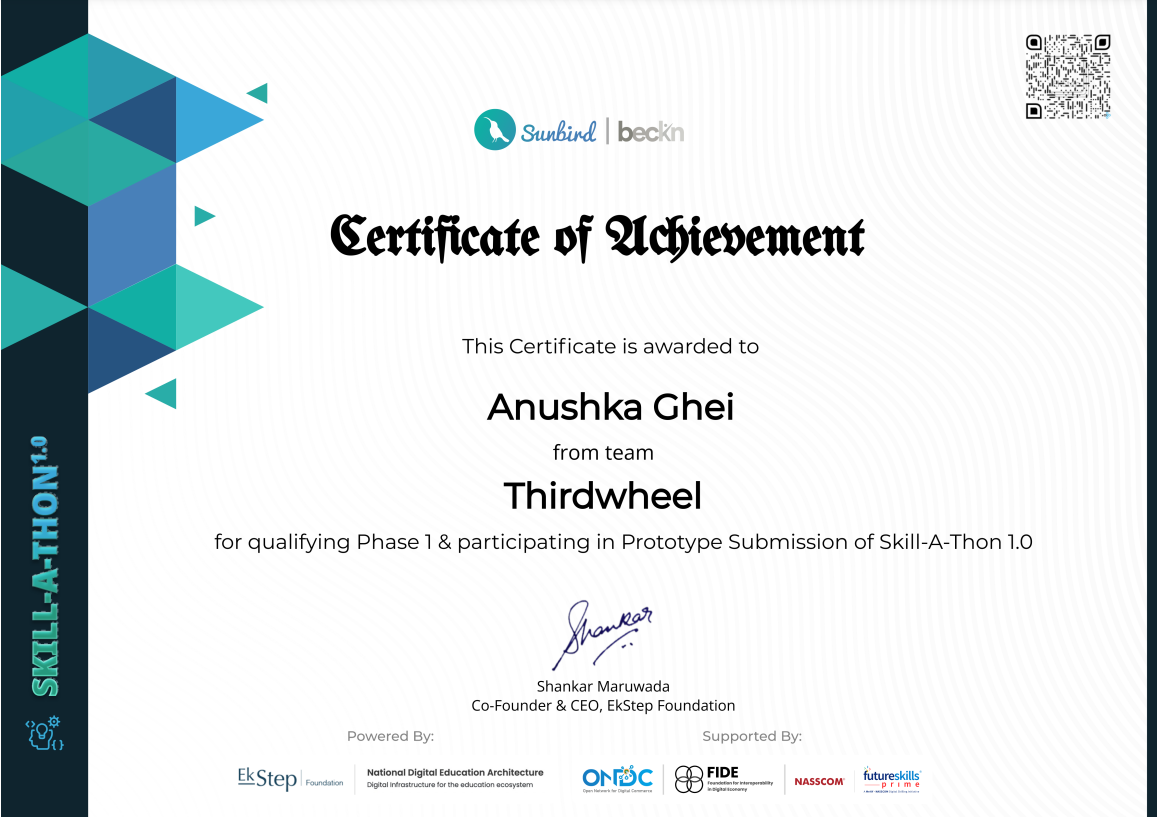 Sunbird | beckn
Certificate of Achievement
This Certificate is awarded to
Anushka Ghei
from team
Thirdwheel
for qualifying Phase 1 & participating in Prototype Submission of Skill-A-Thon 1.0
Shankar
Shankar Maruwada
Co-Founder & CEO, EkStep Foundation
Powered By:
Supported By:
EkStep Foundation
National Digital Education Architecture
Digital Infrastructure for the education ecosystem
ONDC
Open Network for Digital Commerce
FIDE
Foundation for Interoperability
in Digital Economy
NASSCOM
futureskills
prime
SKILL-A-THON 1.0